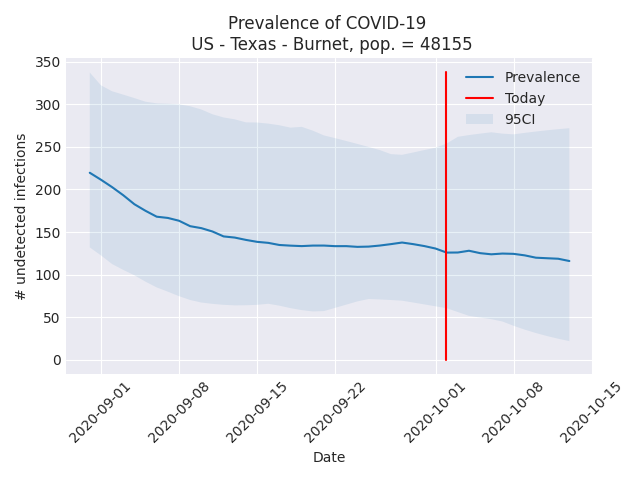 Prevalence of COVID-19
US - Texas - Burnet, pop. = 48155
# undetected infections
350
300
250
200
150
100
50
0
Prevalence
Today
95CI
2020-09-01
2020-09-08
2020-09-15
2020-09-22
2020-10-01
2020-10-08
2020-10-15
Date